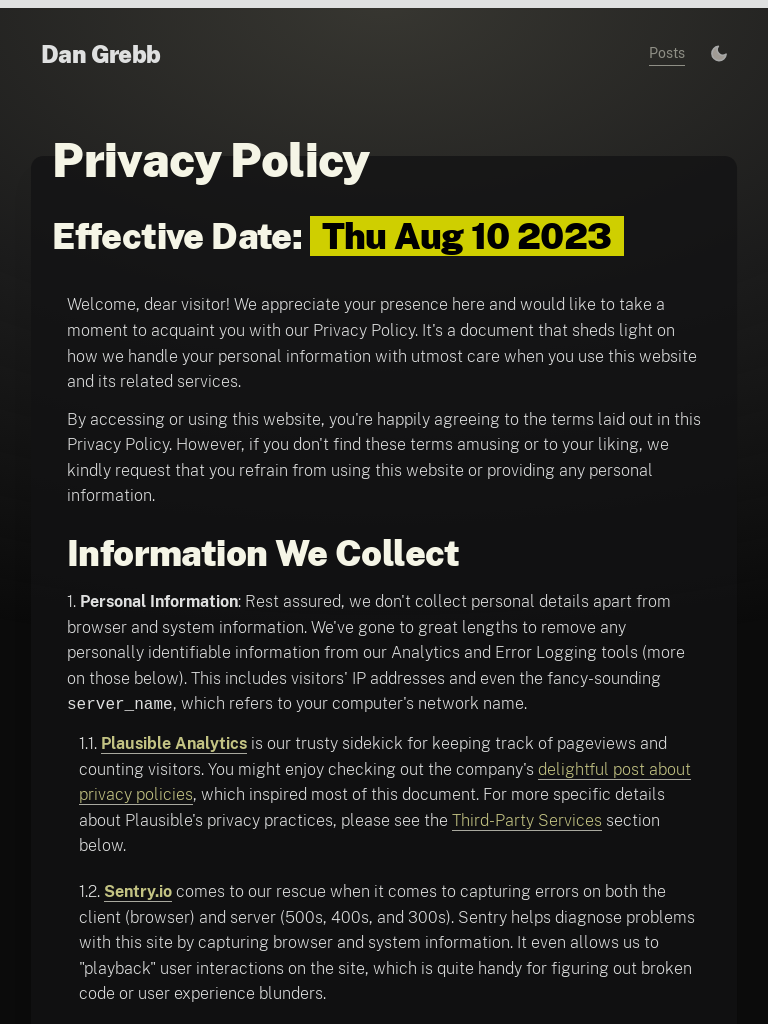 Dan Grebb
Posts
Privacy Policy
Effective Date: Thu Aug 10 2023
Welcome, dear visitor! We appreciate your presence here and would like to take a
moment to acquaint you with our Privacy Policy. It's a document that sheds light on
how we handle your personal information with utmost care when you use this website
and its related services.
By accessing or using this website, you're happily agreeing to the terms laid out in this
Privacy Policy. However, if you don't find these terms amusing or to your liking, we
kindly request that you refrain from using this website or providing any personal
information.
Information We Collect
1. Personal Information: Rest assured, we don't collect personal details apart from
browser and system information. We've gone to great lengths to remove any
personally identifiable information from our Analytics and Error Logging tools (more
on those below). This includes visitors' IP addresses and even the fancy-sounding
server_name, which refers to your computer's network name.
1.1. Plausible Analytics is our trusty sidekick for keeping track of pageviews and
counting visitors. You might enjoy checking out the company's delightful post about
privacy policies, which inspired most of this document. For more specific details
about Plausible's privacy practices, please see the Third-Party Services section
below.
1.2. Sentry.io comes to our rescue when it comes to capturing errors on both the
client (browser) and server (500s, 400s, and 300s). Sentry helps diagnose problems
with this site by capturing browser and system information. It even allows us to
"playback" user interactions on the site, which is quite handy for figuring out broken
code or user experience blunders.